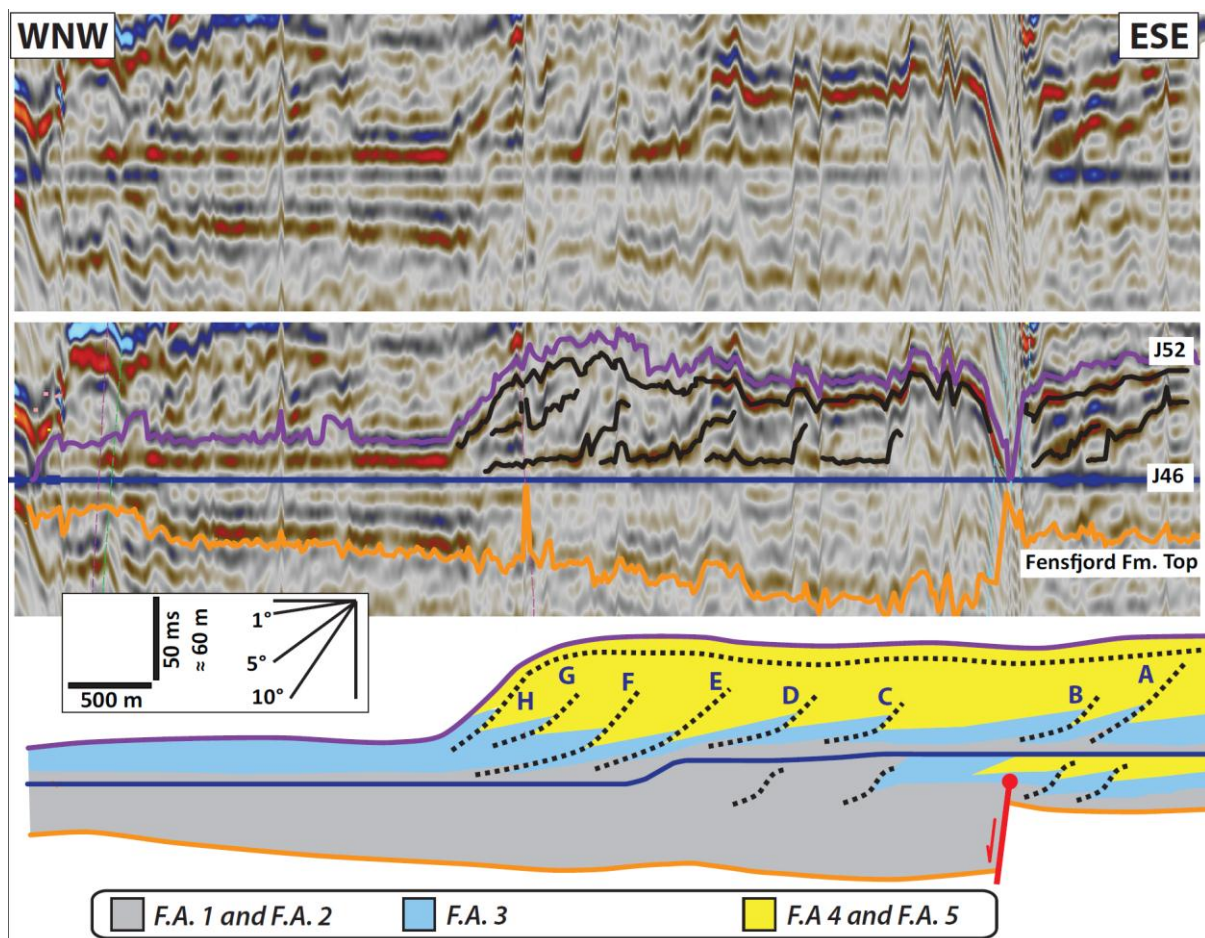 WNW
ESE
J52
J46
Fensfjord Fm. Top
50 ms
≈ 60 m
500 m
1°
5°
10°
A
B
C
D
E
F
G
H
F.A. 1 and F.A. 2
F.A. 3
F.A 4 and F.A. 5